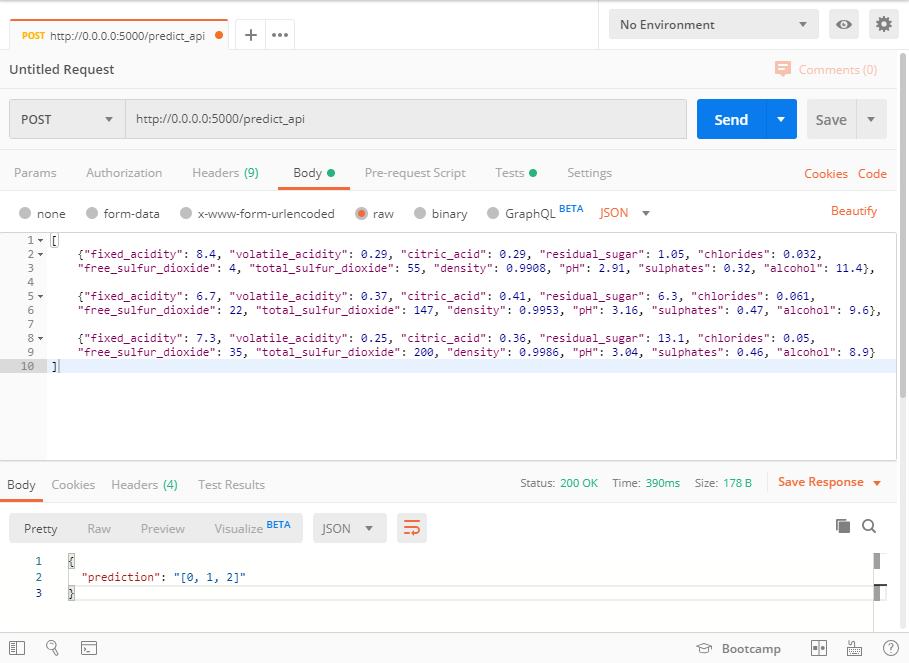 POST http://0.0.0.0:5000/predict_api
No Environment
Untitled Request
Comments (0)
POST http://0.0.0.0:5000/predict_api Send Save
Params Authorization Headers (9) Body Pre-request Script Tests Settings Cookies Code
none form-data x-www-form-urlencoded raw binary GraphQL BETA JSON Beautify
1 [
2 {"fixed_acidity": 8.4, "volatile_acidity": 0.29, "citric_acid": 0.29, "residual_sugar": 1.05, "chlorides": 0.032,
3 "free_sulfur_dioxide": 4, "total_sulfur_dioxide": 55, "density": 0.9908, "pH": 2.91, "sulphates": 0.32, "alcohol": 11.4},
4
5 {"fixed_acidity": 6.7, "volatile_acidity": 0.37, "citric_acid": 0.41, "residual_sugar": 6.3, "chlorides": 0.061,
6 "free_sulfur_dioxide": 22, "total_sulfur_dioxide": 147, "density": 0.9953, "pH": 3.16, "sulphates": 0.47, "alcohol": 9.6},
7
8 {"fixed_acidity": 7.3, "volatile_acidity": 0.25, "citric_acid": 0.36, "residual_sugar": 13.1, "chlorides": 0.05,
9 "free_sulfur_dioxide": 35, "total_sulfur_dioxide": 200, "density": 0.9986, "pH": 3.04, "sulphates": 0.46, "alcohol": 8.9}
10 ]
Body Cookies Headers (4) Test Results Status: 200 OK Time: 390ms Size: 178 B Save Response
Pretty Raw Preview Visualize BETA JSON
1 {
2 "prediction": "[0, 1, 2]"
3 }
Bootcamp